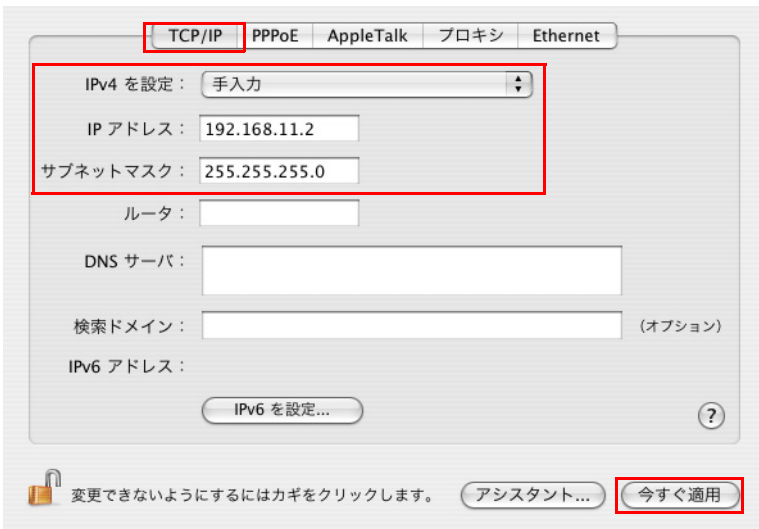 TCP/IP PPPoE AppleTalk プロキシ Ethernet
IPv4 を設定： 手入力
IP アドレス： 192.168.11.2
サブネットマスク： 255.255.255.0
ルータ：
DNS サーバ：
検索ドメイン： (オプション)
IPv6 アドレス：
IPv6 を設定... ?
変更できないようにするにはカギをクリックします。 アシスタント... 今すぐ適用